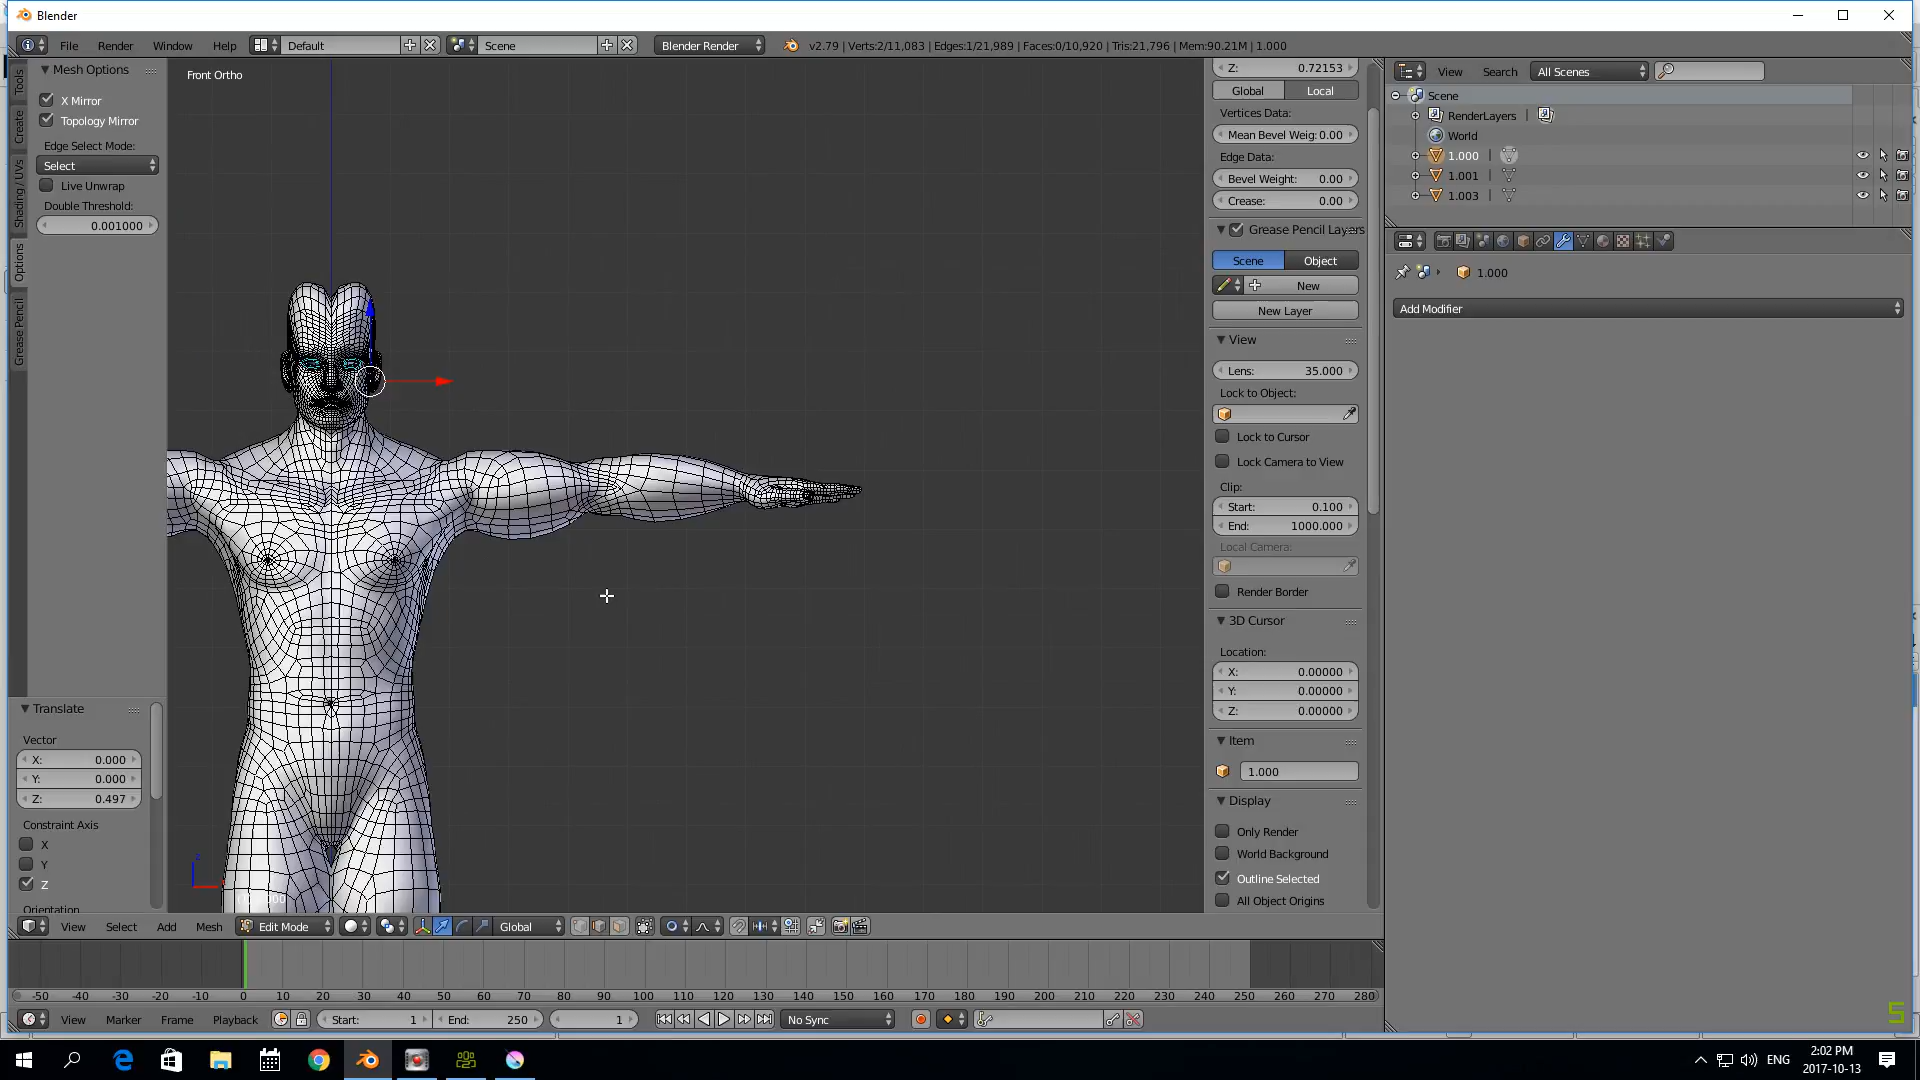 Blender
File Render Window Help Default Scene Blender Render v2.79 | Verts:2/11,083 | Edges:1/21,989 | Faces:0/10,920 | Tris:21,796 | Mem:90.21M | 1.000
Tools
Create
Shading / UVs
Options
Grease Pencil
Mesh Options
X Mirror
Topology Mirror
Edge Select Mode:
Select
Live Unwrap
Double Threshold:
0.001000
Translate
Vector
X: 0.000
Y: 0.000
Z: 0.497
Constraint Axis
X
Y
Z
Orientation
Front Ortho
z
Z: 0.72153
Global Local
Vertices Data:
Mean Bevel Weig: 0.00
Edge Data:
Bevel Weight: 0.00
Crease: 0.00
Grease Pencil Layers
Scene Object
New
New Layer
View
Lens: 35.000
Lock to Object:
Lock to Cursor
Lock Camera to View
Clip:
Start: 0.100
End: 1000.000
Local Camera:
Render Border
3D Cursor
Location:
X: 0.00000
Y: 0.00000
Z: 0.00000
Item
1.000
Display
Only Render
World Background
Outline Selected
All Object Origins
View Search All Scenes
Scene
RenderLayers |
World
1.000 |
1.001 |
1.003 |
1.000
Add Modifier
View Select Add Mesh Edit Mode Global
-50 -40 -30 -20 -10 0 10 20 30 40 50 60 70 80 90 100 110 120 130 140 150 160 170 180 190 200 210 220 230 240 250 260 270 280
View Marker Frame Playback Start: 1 End: 250 1 No Sync
S
ENG
2:02 PM
2017-10-13